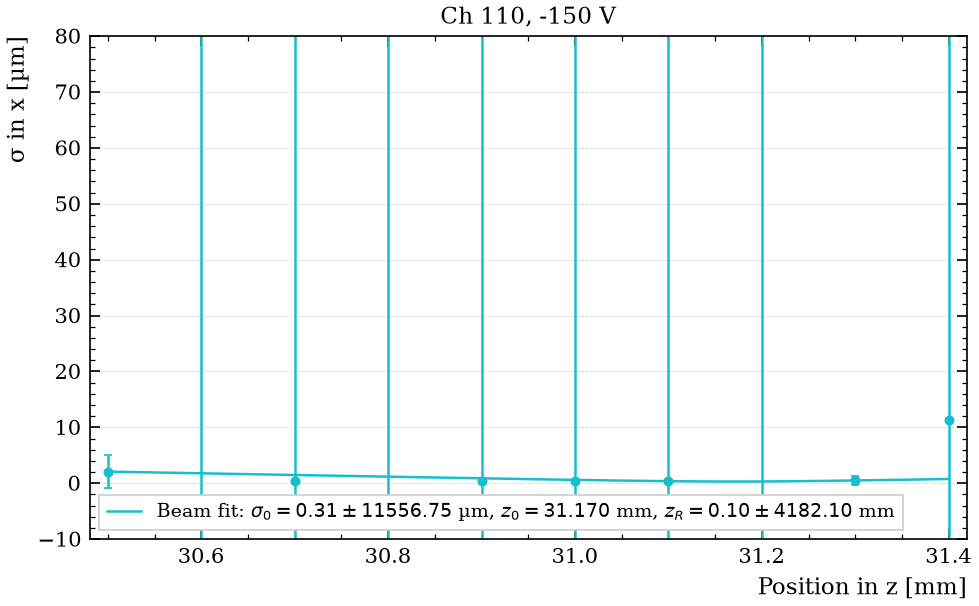 Ch 110, -150 V
σ in x [µm]
80
70
60
50
40
30
20
10
0
−10
Beam fit: σ₀ = 0.31 ± 11556.75 µm, z₀ = 31.170 mm, z_R = 0.10 ± 4182.10 mm
30.6 30.8 31.0 31.2 31.4
Position in z [mm]